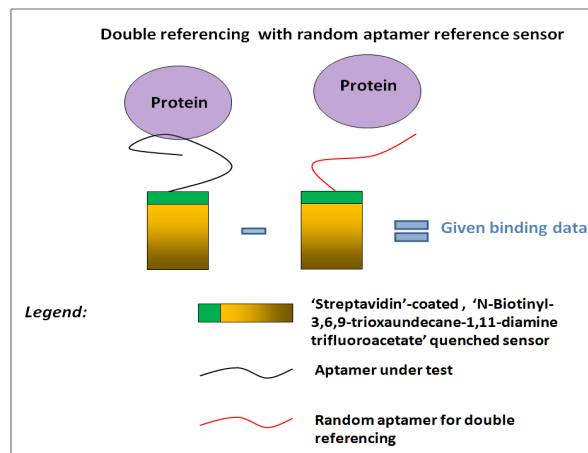 Double referencing with random aptamer reference sensor
Protein
Protein
Given binding data
Legend:
‘Streptavidin’-coated , ‘N-Biotinyl-
3,6,9-trioxaundecane-1,11-diamine
trifluoroacetate’ quenched sensor
Aptamer under test
Random aptamer for double
referencing